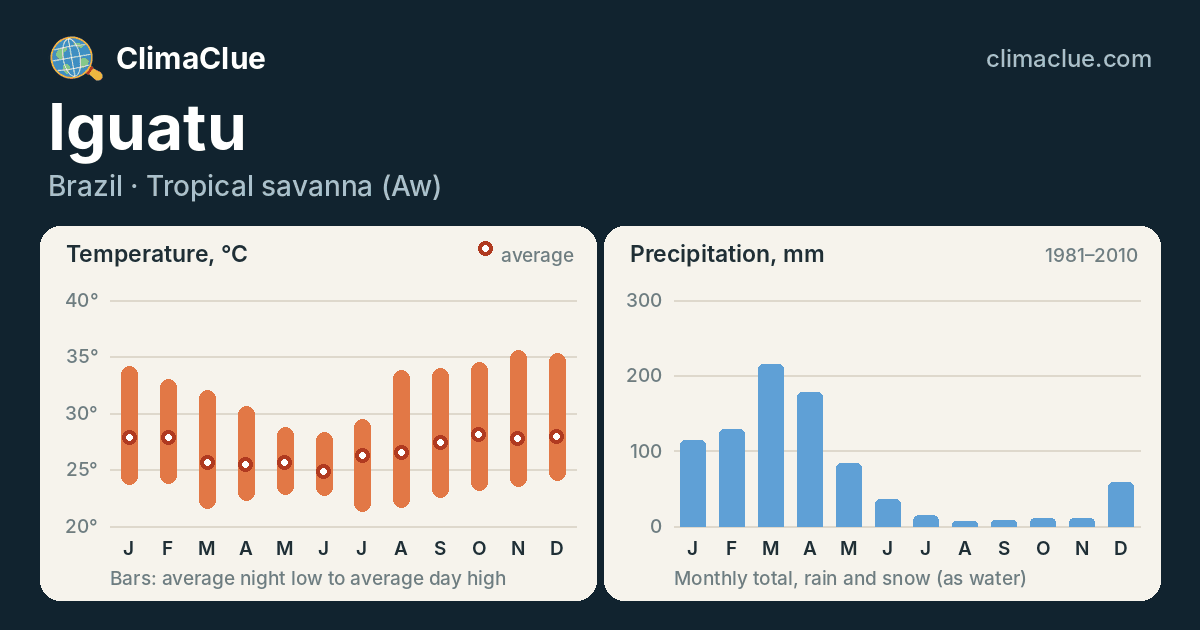 ClimaClue
climaclue.com
Iguatu
Brazil · Tropical savanna (Aw)
Temperature, °C
average
40°
35°
30°
25°
20°
J F M A M J J A S O N D
Bars: average night low to average day high
Precipitation, mm
1981–2010
300
200
100
0
J F M A M J J A S O N D
Monthly total, rain and snow (as water)